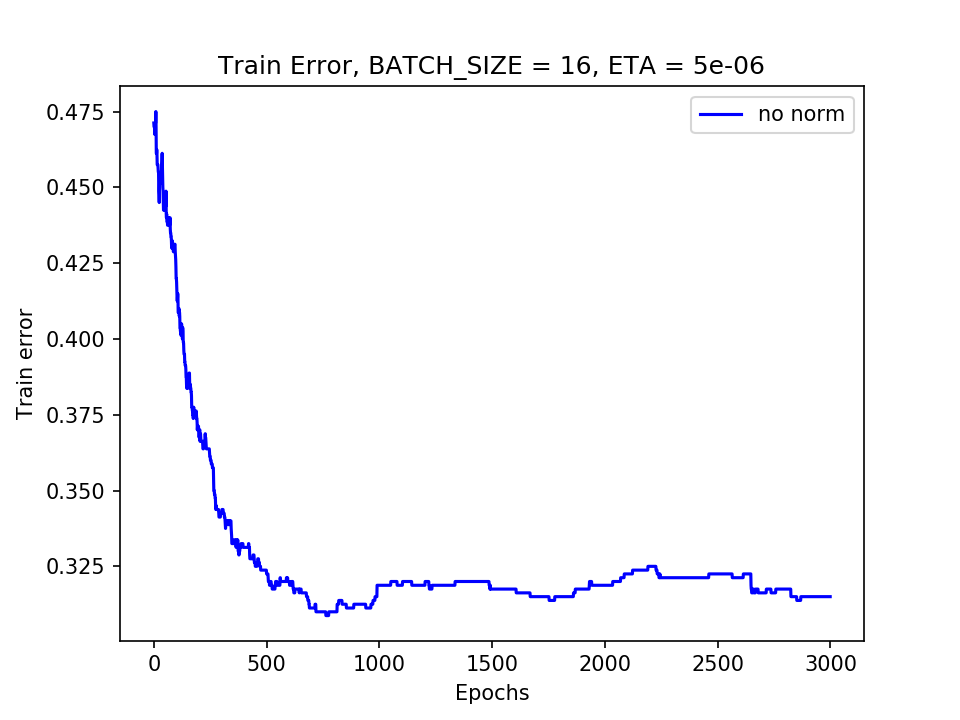 Train Error, BATCH_SIZE = 16, ETA = 5e-06
no norm
0.475
0.450
0.425
0.400
0.375
0.350
0.325
Train error
0 500 1000 1500 2000 2500 3000
Epochs